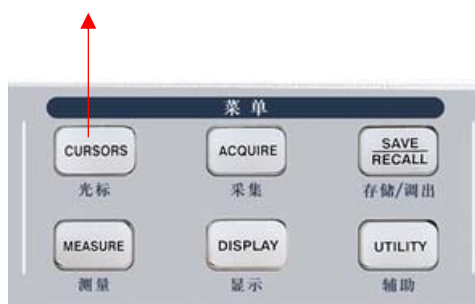 菜单
CURSORS ACQUIRE SAVE
RECALL
光标 采集 存储/调出
MEASURE DISPLAY UTILITY
测量 显示 辅助